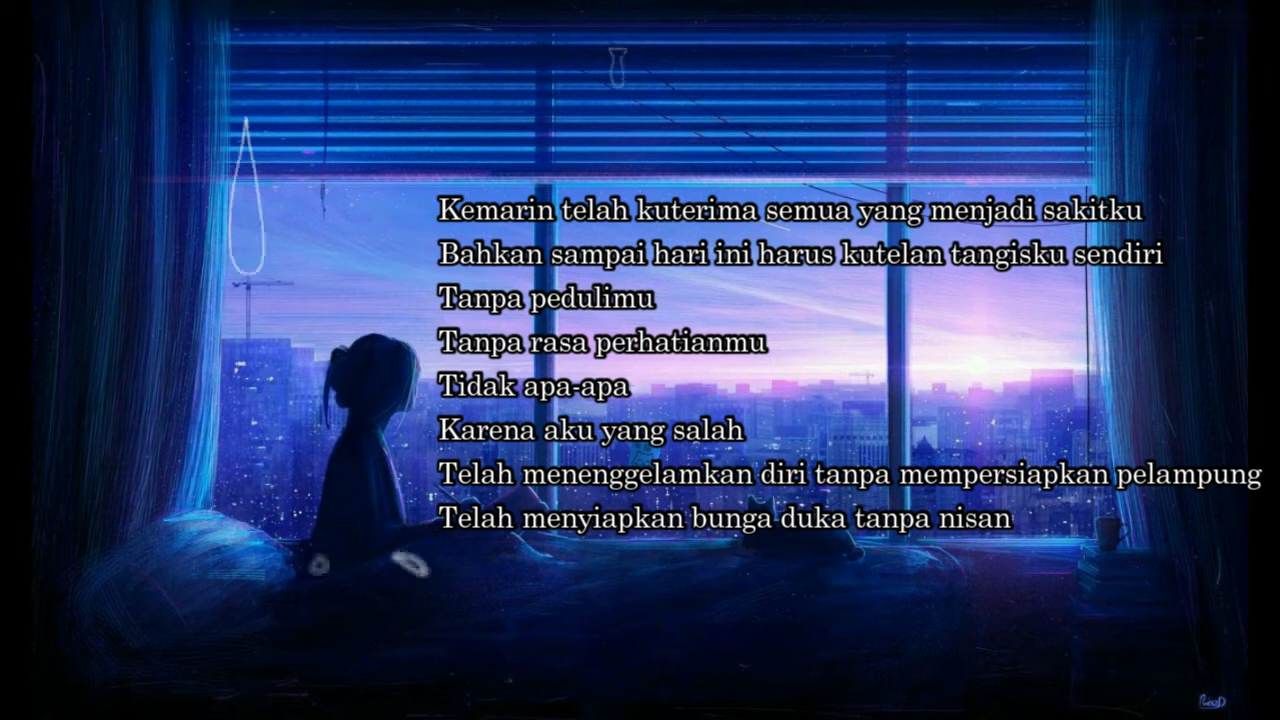 Kemarin telah kuterima semua yang menjadi sakitku
Bahkan sampai hari ini harus kutelan tangisku sendiri
Tanpa pedulimu
Tanpa rasa perhatianmu
Tidak apa-apa
Karena aku yang salah
Telah menenggelamkan diri tanpa mempersiapkan pelampung
Telah menyiapkan bunga duka tanpa nisan